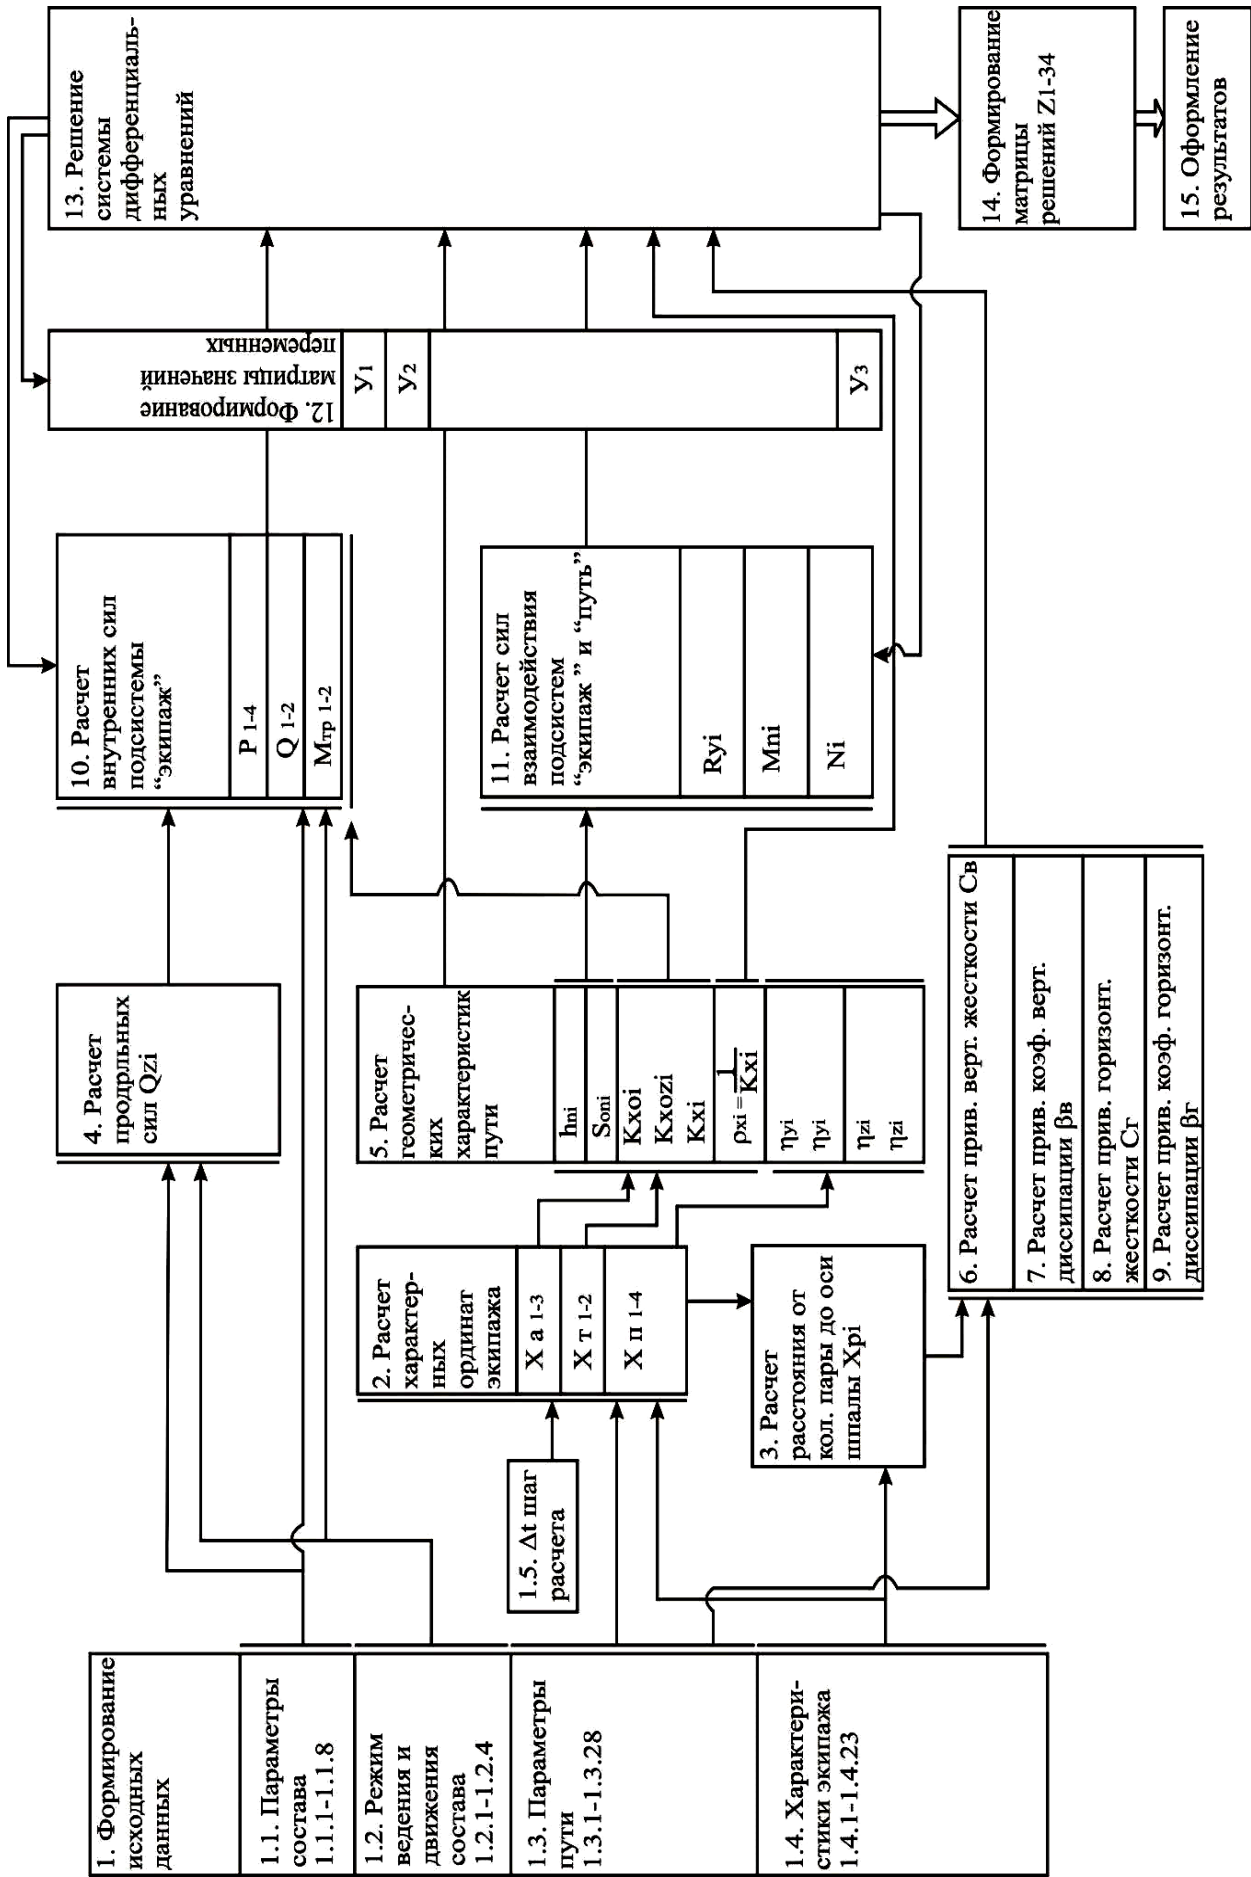 1. Формирование
исходных
данных
1.1. Параметры
состава
1.1.1-1.1.8
1.2. Режим
ведения и
движения
состава
1.2.1-1.2.4
1.3. Параметры
пути
1.3.1-1.3.28
1.4. Характери-
стики экипажа
1.4.1-1.4.23
1.5. Δt шаг
расчета
2. Расчет
характер-
ных
ординат
экипажа
X а 1-3
X т 1-2
X п 1-4
3. Расчет
расстояния от
кол. пары до оси
шпалы Xpi
4. Расчет
продрльных
сил Qzi
5. Расчет
геометричес-
ких
характеристик
пути
hni
Soni
Kxoi
Kxozi
Kxi
ρxi = 1/Kxi
ηyi
ηyi
ηzi
ηzi
6. Расчет прив. верт. жесткости Св
7. Расчет прив. коеф. верт.
диссипации βв
8. Расчет прив. горизонт.
жесткости Сг
9. Расчет прив. коеф. горизонт.
диссипации βг
10. Расчет
внутренних сил
подсистемы
“экипаж”
P 1-4
Q 1-2
Mтр 1-2
11. Расчет сил
взаимодействия
подсистем
“экипаж ” и “путь”
Ryi
Mni
Ni
12. Формирование
матрицы значений
переменных
У1
У2
У3
13. Решение
системы
дифференциаль-
ных
уравнений
14. Формирование
матрицы
решений Z1-34
15. Оформление
результатов